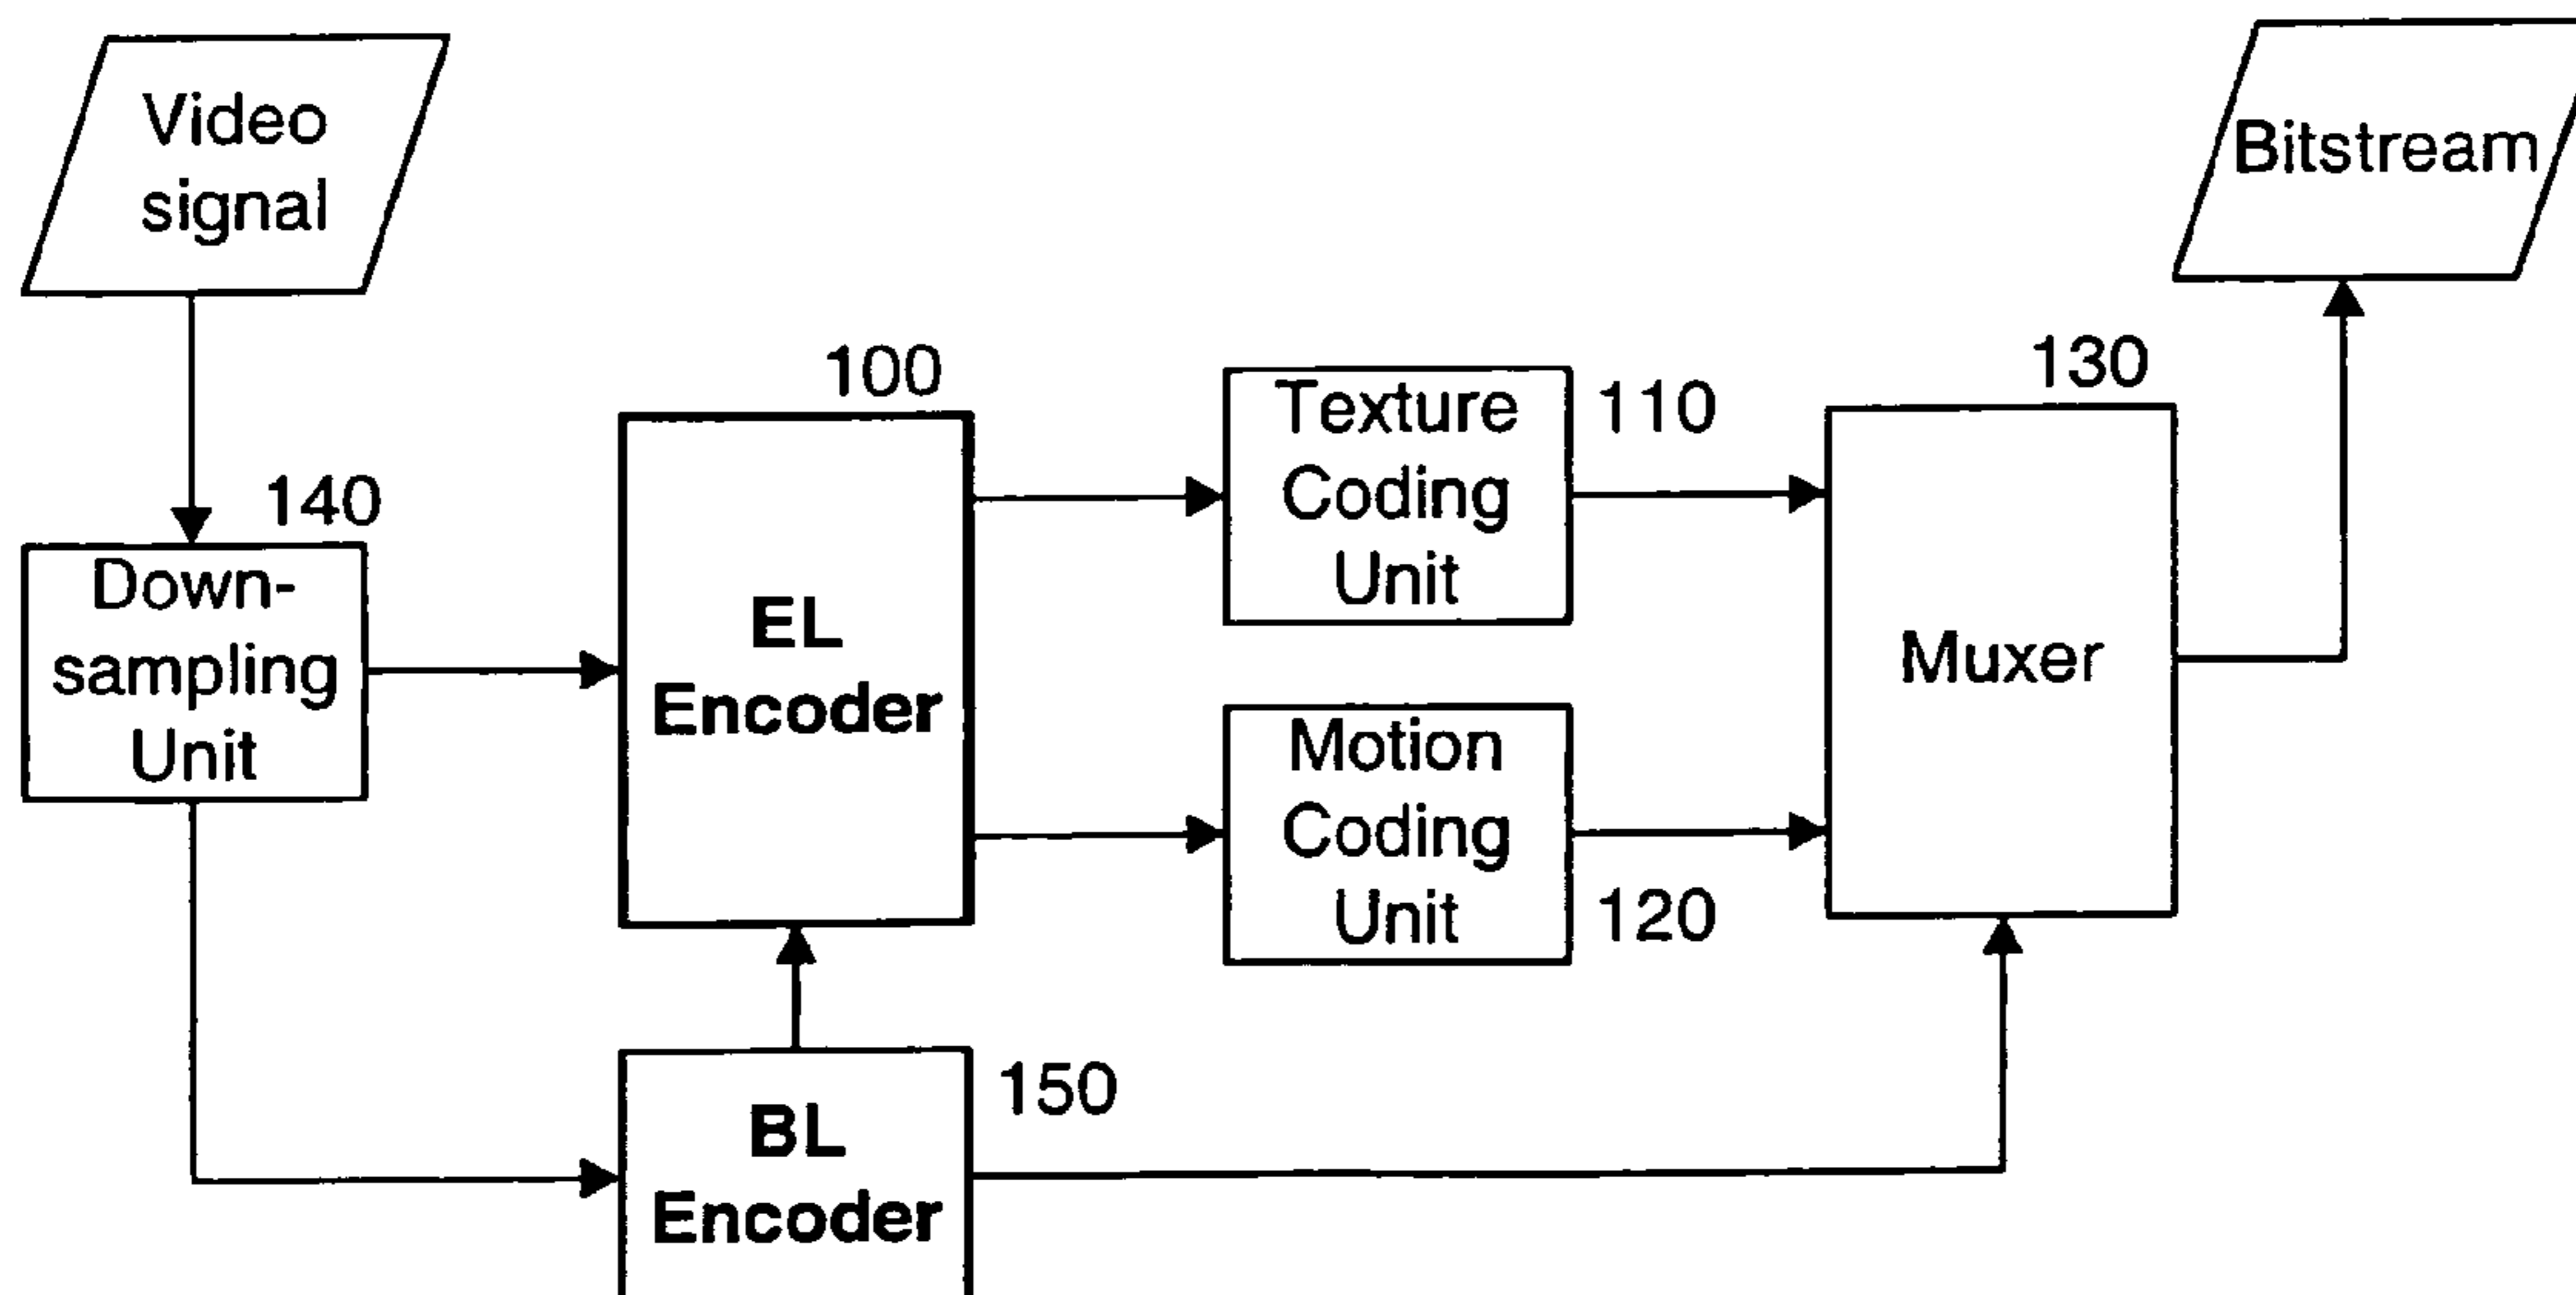 Video
signal
Bitstream
140
Down-
sampling
Unit
100
EL
Encoder
Texture
Coding
Unit
110
Motion
Coding
Unit
120
130
Muxer
150
BL
Encoder